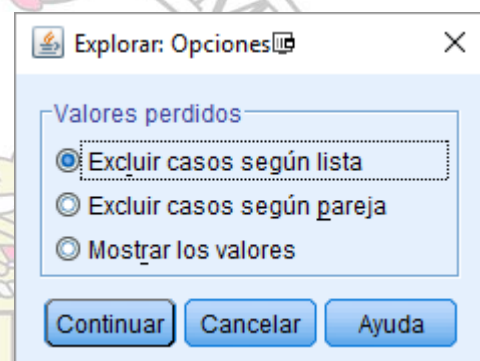 Explorar: Opciones
Valores perdidos
Excluir casos según lista
Excluir casos según pareja
Mostrar los valores
Continuar Cancelar Ayuda